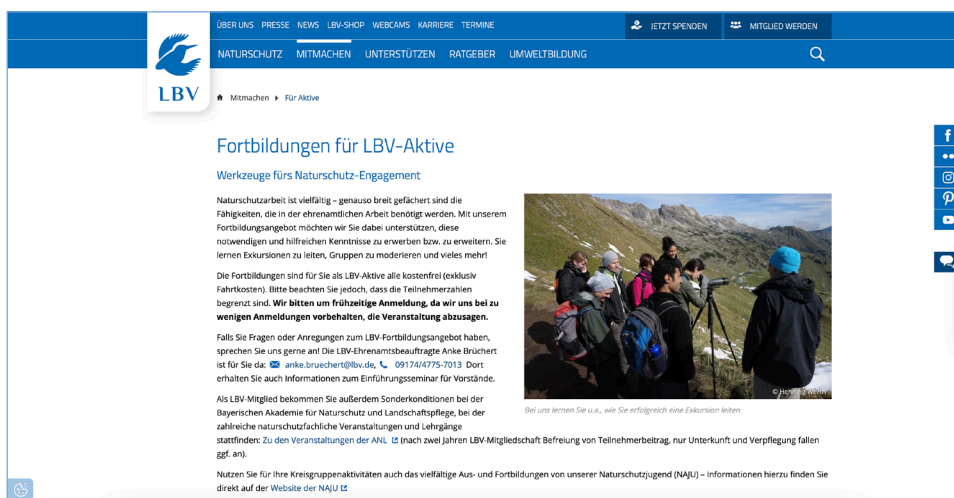 ÜBER UNS PRESSE NEWS LBV-SHOP WEBCAMS KARRIERE TERMINE
JETZT SPENDEN
MITGLIED WERDEN
NATURSCHUTZ MITMACHEN UNTERSTÜTZEN RATGEBER UMWELTBILDUNG
LBV
Mitmachen Für Aktive
Fortbildungen für LBV-Aktive
Werkzeuge fürs Naturschutz-Engagement
Naturschutzarbeit ist vielfältig – genauso breit gefächert sind die
Fähigkeiten, die in der ehrenamtlichen Arbeit benötigt werden. Mit unserem
Fortbildungsangebot möchten wir Sie dabei unterstützen, diese
notwendigen und hilfreichen Kenntnisse zu erwerben bzw. zu erweitern. Sie
lernen Exkursionen zu leiten, Gruppen zu moderieren und vieles mehr!
Die Fortbildungen sind für Sie als LBV-Aktive alle kostenfrei (exklusiv
Fahrtkosten). Bitte beachten Sie jedoch, dass die Teilnehmerzahlen
begrenzt sind. Wir bitten um frühzeitige Anmeldung, da wir uns bei zu
wenigen Anmeldungen vorbehalten, die Veranstaltung abzusagen.
Falls Sie Fragen oder Anregungen zum LBV-Fortbildungsangebot haben,
sprechen Sie uns gerne an! Die LBV-Ehrenamtsbeauftragte Anke Brüchert
ist für Sie da: anke.bruechert@lbv.de, 09174/4775-7013 Dort
erhalten Sie auch Informationen zum Einführungsseminar für Vorstände.
© Henning Werth
Bei uns lernen Sie u.a., wie Sie erfolgreich eine Exkursion leiten
Als LBV-Mitglied bekommen Sie außerdem Sonderkonditionen bei der
Bayerischen Akademie für Naturschutz und Landschaftspflege, bei der
zahlreiche naturschutzfachliche Veranstaltungen und Lehrgänge
stattfinden: Zu den Veranstaltungen der ANL (nach zwei Jahren LBV-Mitgliedschaft Befreiung von Teilnehmerbeitrag, nur Unterkunft und Verpflegung fallen
ggf. an).
Nutzen Sie für Ihre Kreisgruppenaktivitäten auch das vielfältige Aus- und Fortbildungen von unserer Naturschutzjugend (NAJU) – Informationen hierzu finden Sie
direkt auf der Website der NAJU